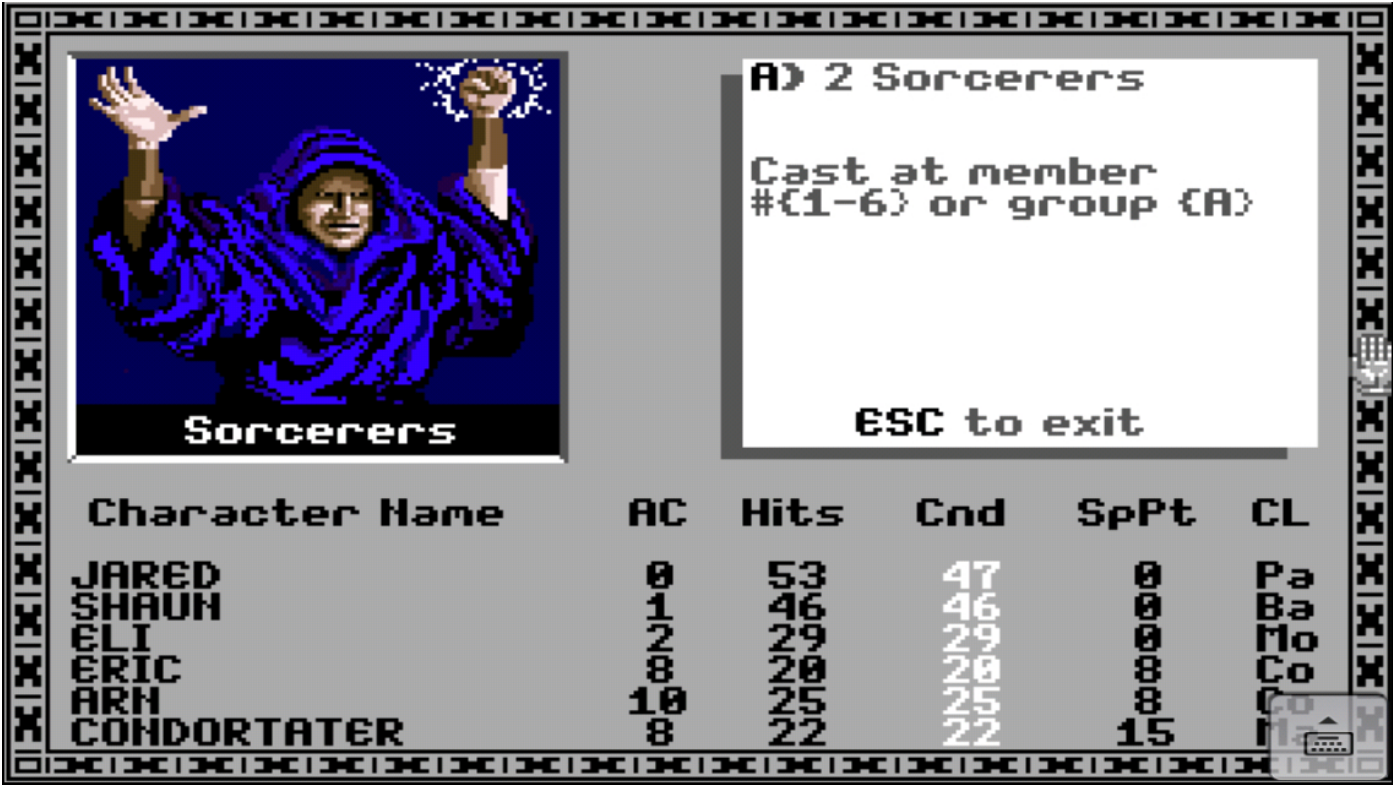 A) 2 Sorcerers
Cast at member
#(1-6) or group (A)
ESC to exit
Sorcerers
Character Name AC Hits Cnd SpPt CL
JARED 0 53 47 0 Pa
SHAUN 1 46 46 0 Ba
ELI 2 29 29 0 Mo
ERIC 8 20 20 8 Co
ARN 10 25 25 8 Co
CONDORTATER 8 22 22 15 Ma